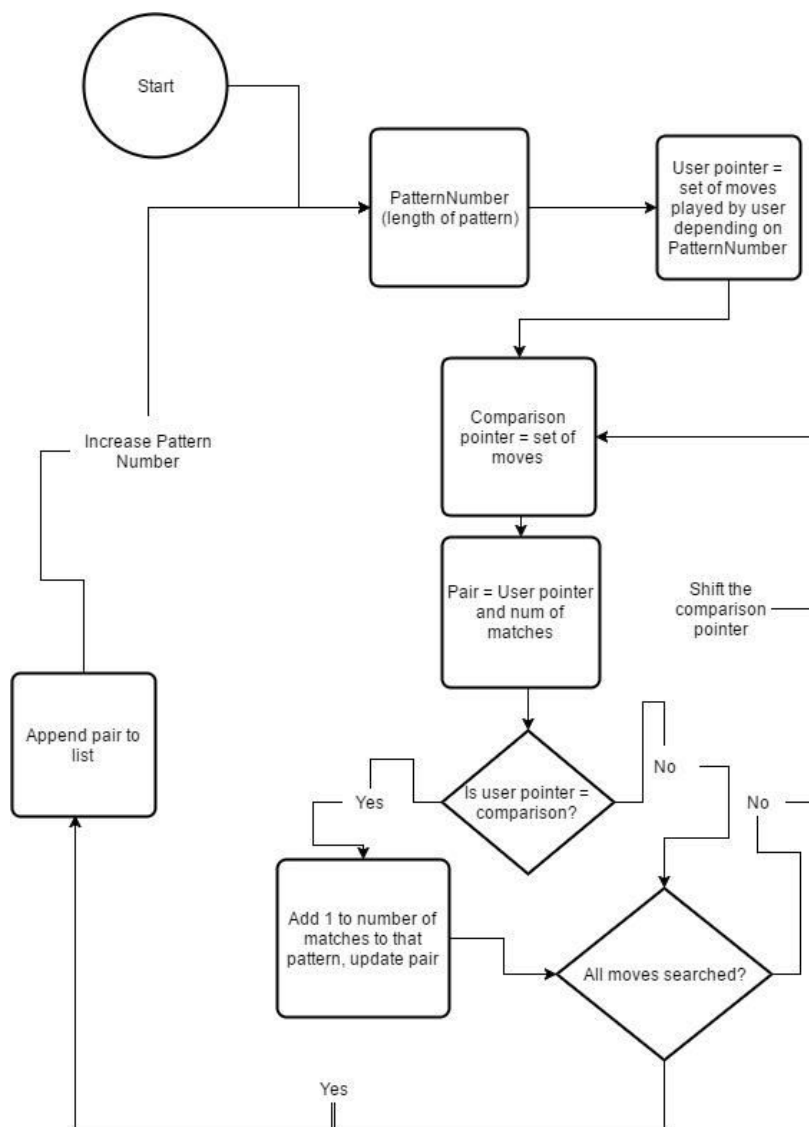 Start
PatternNumber
(length of pattern)
User pointer =
set of moves
played by user
depending on
PatternNumber
Comparison
pointer = set of
moves
Increase Pattern
Number
Pair = User pointer
and num of
matches
Shift the
comparison
pointer
Append pair to
list
Is user pointer =
comparison?
Yes
No
No
Add 1 to number of
matches to that
pattern, update pair
All moves searched?
Yes